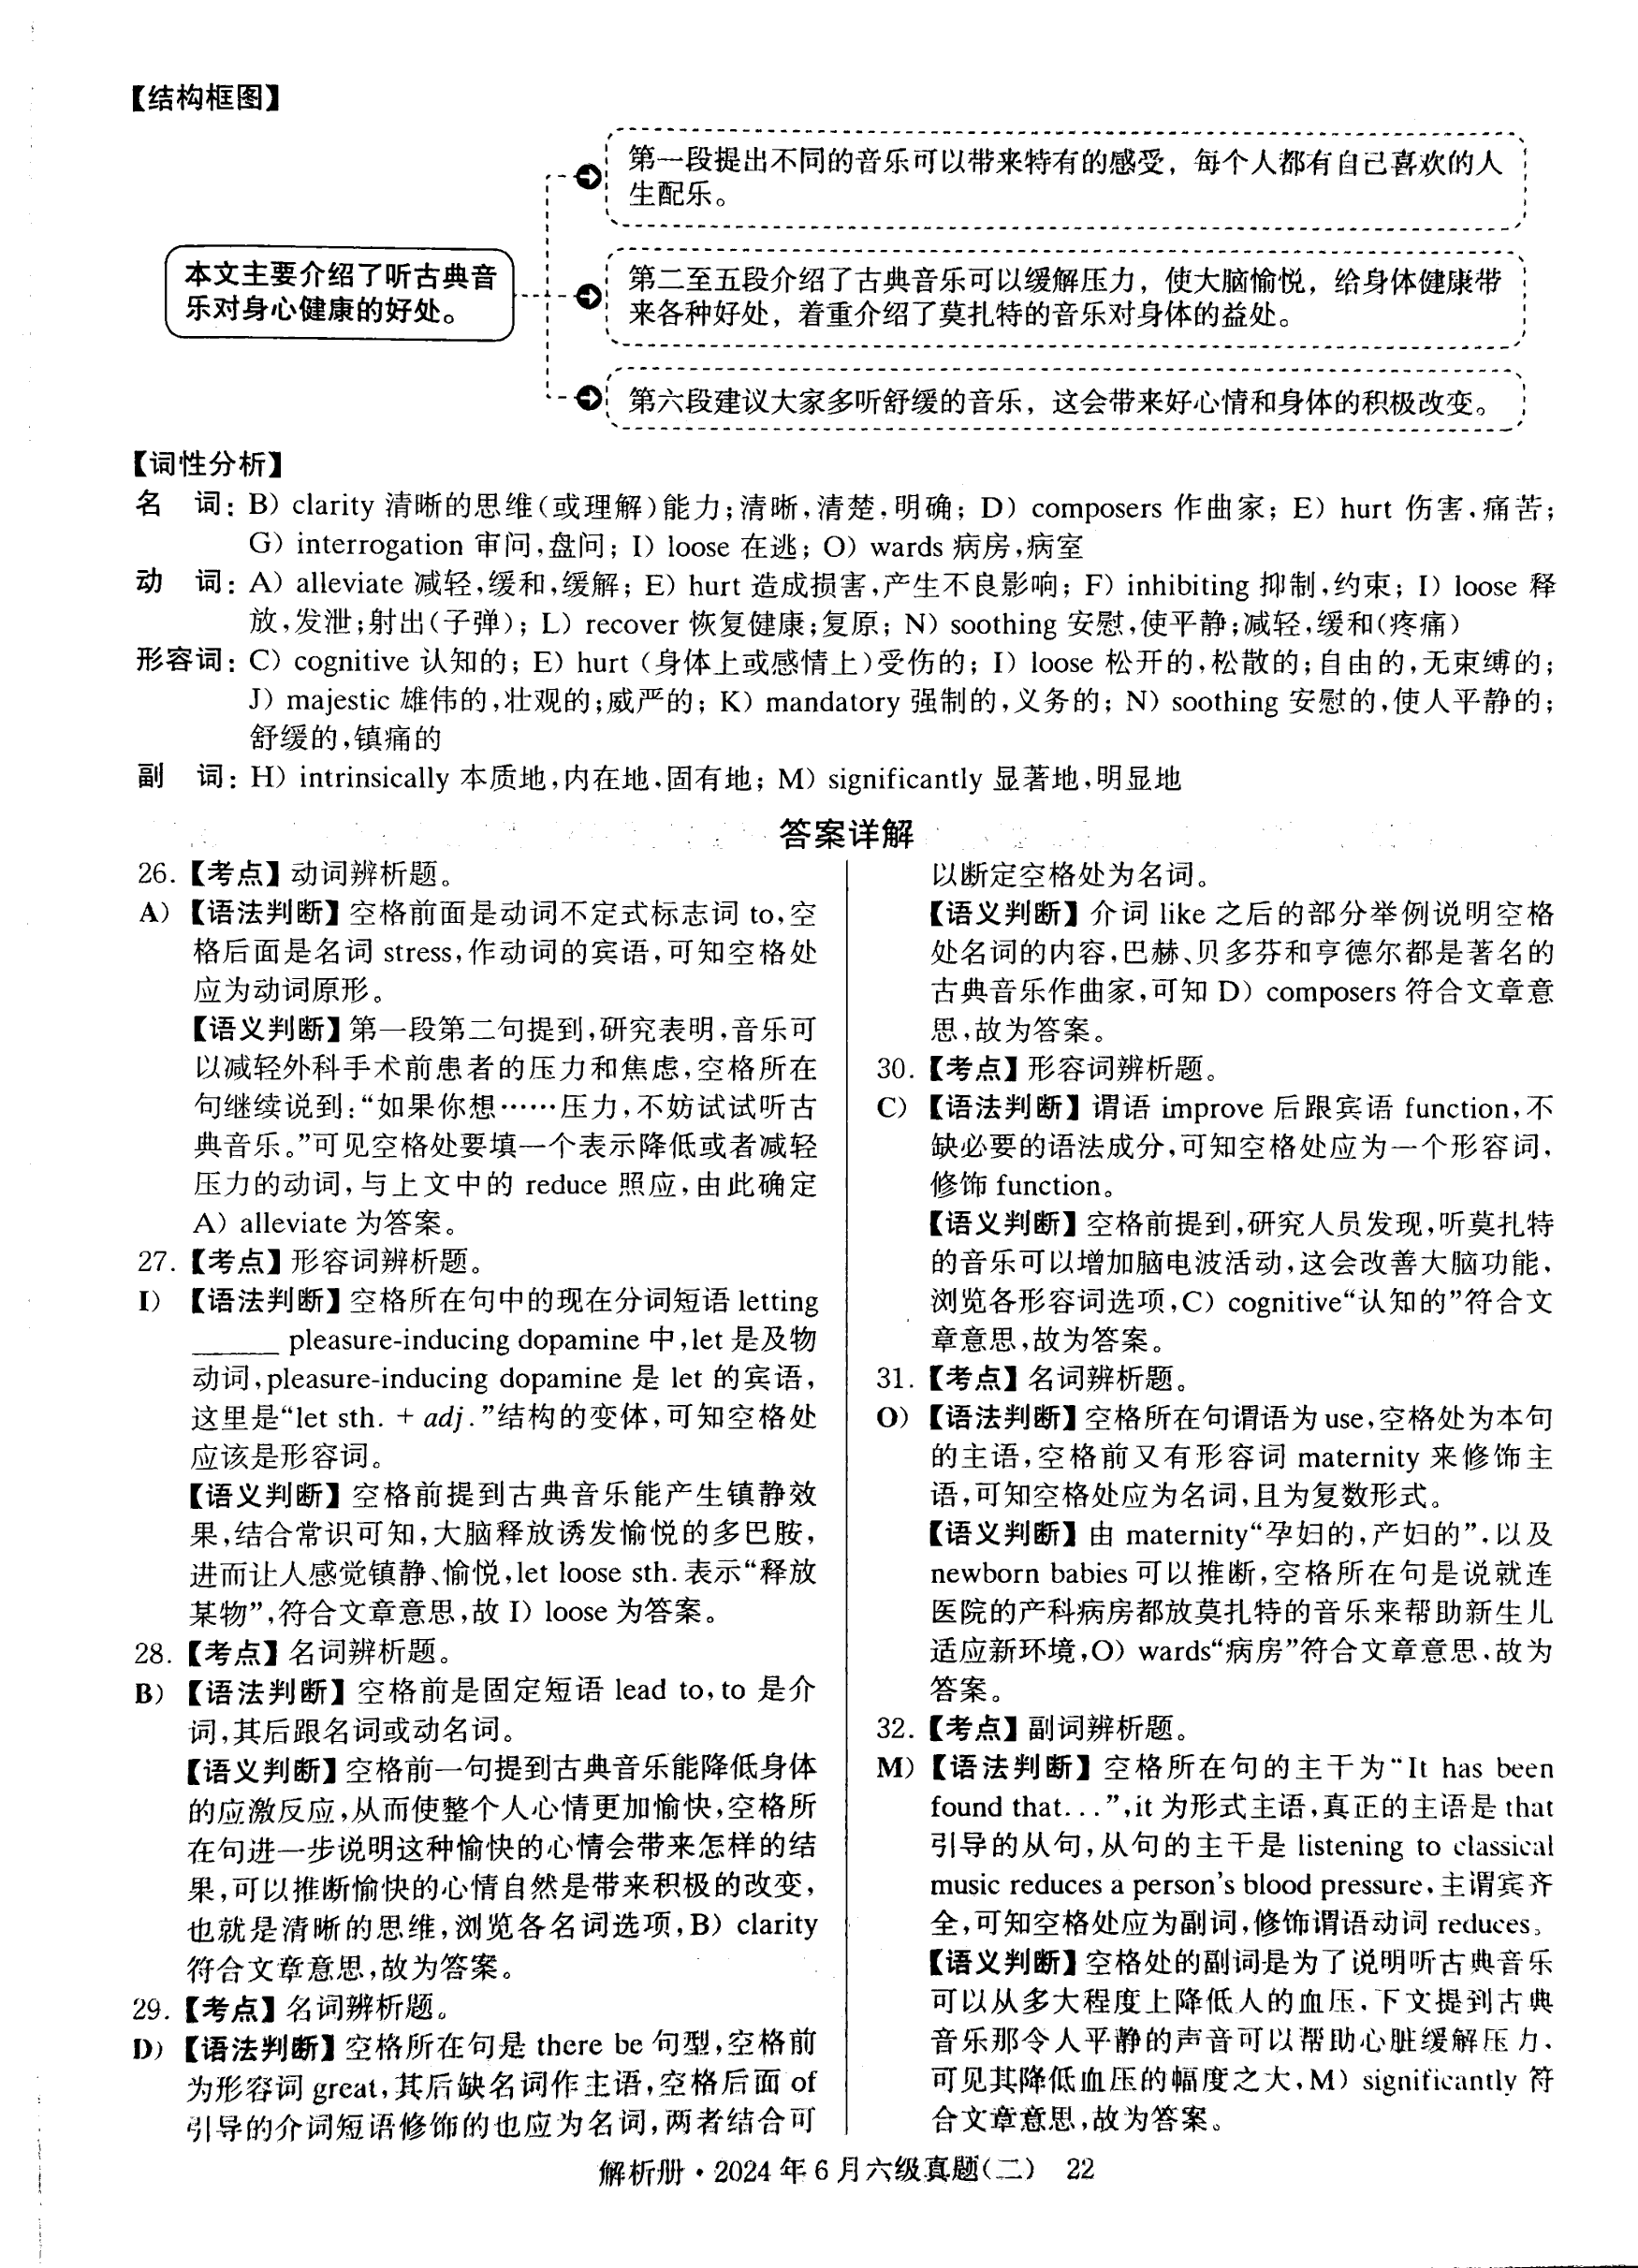 【结构框图】
本文主要介绍了听古典音
乐对身心健康的好处。
第一段提出不同的音乐可以带来特有的感受，每个人都有自己喜欢的人
生配乐。
第二至五段介绍了古典音乐可以缓解压力，使大脑愉悦，给身体健康带
来各种好处，着重介绍了莫扎特的音乐对身体的益处。
第六段建议大家多听舒缓的音乐，这会带来好心情和身体的积极改变。
【词性分析】
名　词：B）clarity 清晰的思维(或理解)能力；清晰，清楚，明确；D）composers 作曲家；E）hurt 伤害，痛苦；
G）interrogation 审问，盘问；I）loose 在逃；O）wards 病房，病室
动　词：A）alleviate 减轻，缓和，缓解；E）hurt 造成损害，产生不良影响；F）inhibiting 抑制，约束；I）loose 释
放，发泄；射出(子弹)；L）recover 恢复健康；复原；N）soothing 安慰，使平静；减轻，缓和(疼痛)
形容词：C）cognitive 认知的；E）hurt (身体上或感情上)受伤的；I）loose 松开的，松散的；自由的，无束缚的；
J）majestic 雄伟的，壮观的；威严的；K）mandatory 强制的，义务的；N）soothing 安慰的，使人平静的；
舒缓的，镇痛的
副　词：H）intrinsically 本质地，内在地，固有地；M）significantly 显著地，明显地
答案详解
26.【考点】动词辨析题。
A）【语法判断】空格前面是动词不定式标志词 to，空
格后面是名词 stress，作动词的宾语，可知空格处
应为动词原形。
【语义判断】第一段第二句提到，研究表明，音乐可
以减轻外科手术前患者的压力和焦虑，空格所在
句继续说到：“如果你想……压力，不妨试试听古
典音乐。”可见空格处要填一个表示降低或者减轻
压力的动词，与上文中的 reduce 照应，由此确定
A）alleviate 为答案。
27.【考点】形容词辨析题。
I）【语法判断】空格所在句中的现在分词短语 letting
______ pleasure-inducing dopamine 中，let 是及物
动词，pleasure-inducing dopamine 是 let 的宾语，
这里是“let sth. + adj.”结构的变体，可知空格处
应该是形容词。
【语义判断】空格前提到古典音乐能产生镇静效
果，结合常识可知，大脑释放诱发愉悦的多巴胺，
进而让人感觉镇静、愉悦，let loose sth. 表示“释放
某物”，符合文章意思，故 I）loose 为答案。
28.【考点】名词辨析题。
B）【语法判断】空格前是固定短语 lead to，to 是介
词，其后跟名词或动名词。
【语义判断】空格前一句提到古典音乐能降低身体
的应激反应，从而使整个人心情更加愉快，空格所
在句进一步说明这种愉快的心情会带来怎样的结
果，可以推断愉快的心情自然是带来积极的改变，
也就是清晰的思维，浏览各名词选项，B）clarity
符合文章意思，故为答案。
29.【考点】名词辨析题。
D）【语法判断】空格所在句是 there be 句型，空格前
为形容词 great，其后缺名词作主语，空格后面 of
引导的介词短语修饰的也应为名词，两者结合可
以断定空格处为名词。
【语义判断】介词 like 之后的部分举例说明空格
处名词的内容，巴赫、贝多芬和亨德尔都是著名的
古典音乐作曲家，可知 D）composers 符合文章意
思，故为答案。
30.【考点】形容词辨析题。
C）【语法判断】谓语 improve 后跟宾语 function，不
缺必要的语法成分，可知空格处应为一个形容词，
修饰 function。
【语义判断】空格前提到，研究人员发现，听莫扎特
的音乐可以增加脑电波活动，这会改善大脑功能，
浏览各形容词选项，C）cognitive“认知的”符合文
章意思，故为答案。
31.【考点】名词辨析题。
O）【语法判断】空格所在句谓语为 use，空格处为本句
的主语，空格前又有形容词 maternity 来修饰主
语，可知空格处应为名词，且为复数形式。
【语义判断】由 maternity“孕妇的，产妇的”，以及
newborn babies 可以推断，空格所在句是说就连
医院的产科病房都放莫扎特的音乐来帮助新生儿
适应新环境，O）wards“病房”符合文章意思，故为
答案。
32.【考点】副词辨析题。
M）【语法判断】空格所在句的主干为“It has been
found that...”，it 为形式主语，真正的主语是 that
引导的从句，从句的主干是 listening to classical
music reduces a person's blood pressure，主谓宾齐
全，可知空格处应为副词，修饰谓语动词 reduces。
【语义判断】空格处的副词是为了说明听古典音乐
可以从多大程度上降低人的血压，下文提到古典
音乐那令人平静的声音可以帮助心脏缓解压力，
可见其降低血压的幅度之大，M）significantly 符
合文章意思，故为答案。
解析册·2024 年 6 月六级真题(二)　22